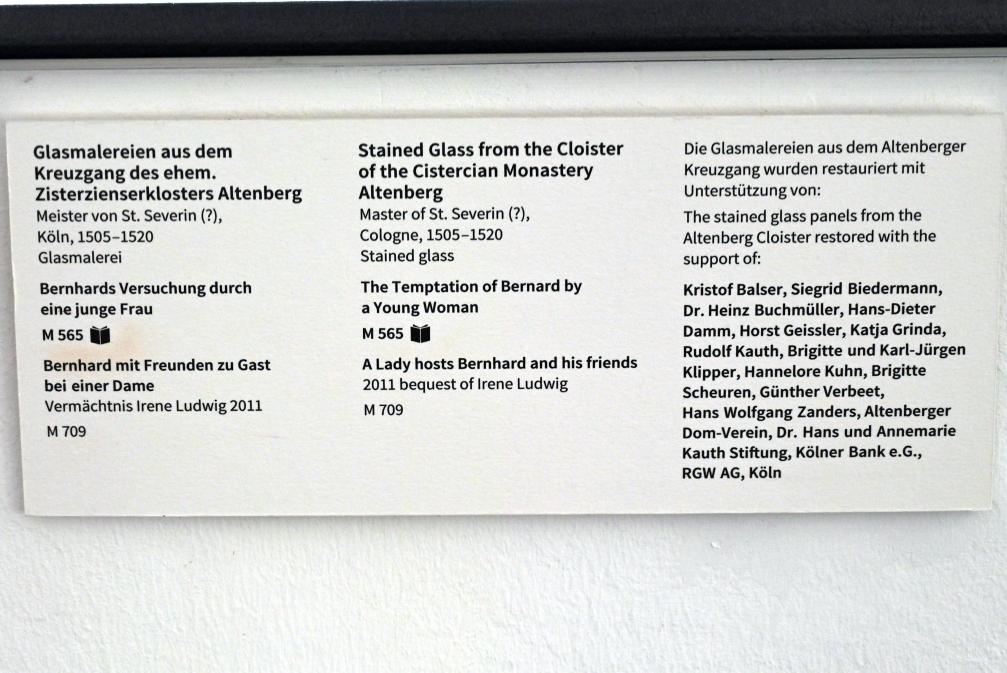 Glasmalereien aus dem
Kreuzgang des ehem.
Zisterzienserklosters Altenberg
Meister von St. Severin (?),
Köln, 1505–1520
Glasmalerei
Bernhards Versuchung durch
eine junge Frau
M 565
Bernhard mit Freunden zu Gast
bei einer Dame
Vermächtnis Irene Ludwig 2011
M 709
Stained Glass from the Cloister
of the Cistercian Monastery
Altenberg
Master of St. Severin (?),
Cologne, 1505–1520
Stained glass
The Temptation of Bernard by
a Young Woman
M 565
A Lady hosts Bernhard and his friends
2011 bequest of Irene Ludwig
M 709
Die Glasmalereien aus dem Altenberger
Kreuzgang wurden restauriert mit
Unterstützung von:
The stained glass panels from the
Altenberg Cloister restored with the
support of:
Kristof Balser, Siegrid Biedermann,
Dr. Heinz Buchmüller, Hans-Dieter
Damm, Horst Geissler, Katja Grinda,
Rudolf Kauth, Brigitte und Karl-Jürgen
Klipper, Hannelore Kuhn, Brigitte
Scheuren, Günther Verbeet,
Hans Wolfgang Zanders, Altenberger
Dom-Verein, Dr. Hans und Annemarie
Kauth Stiftung, Kölner Bank e.G.,
RGW AG, Köln